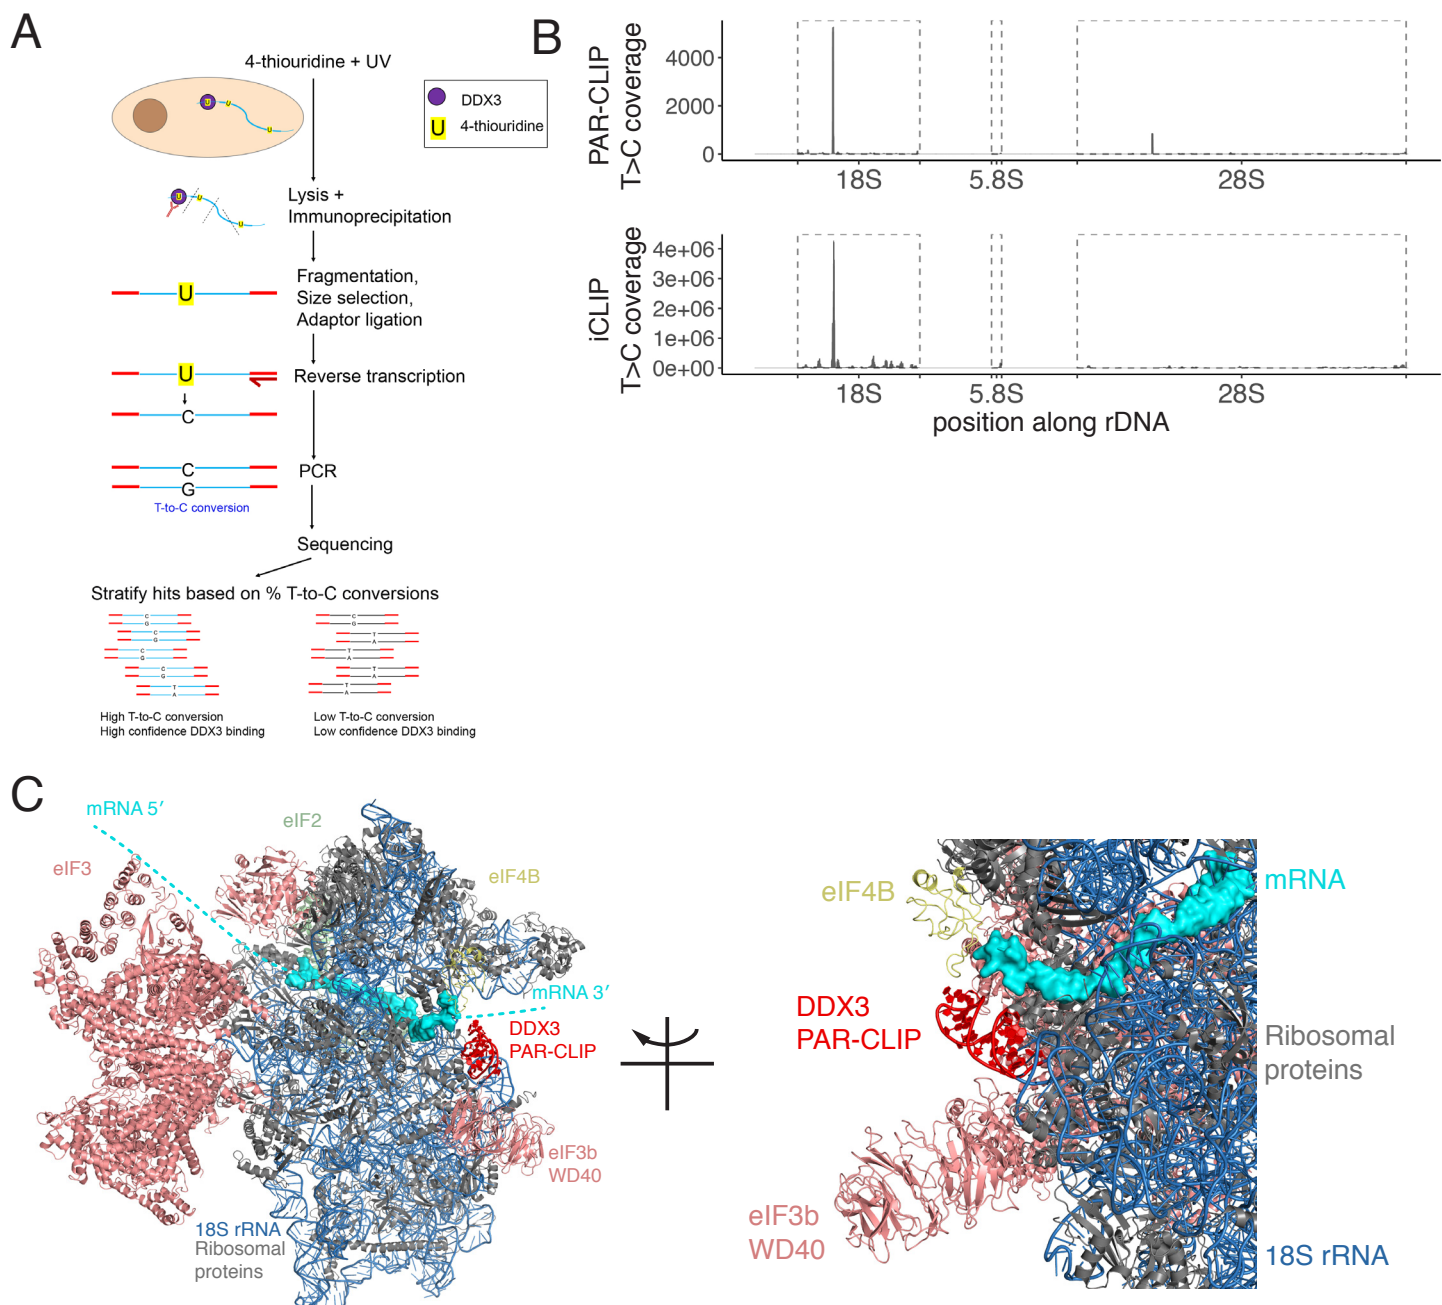 A
4-thiouridine + UV
DDX3
U
4-thiouridine
U
U
U
U
U
U
Lysis +
Immunoprecipitation
Fragmentation,
Size selection,
Adaptor ligation
U
U
Reverse transcription
C
C
G
PCR
T-to-C conversion
Sequencing
Stratify hits based on % T-to-C conversions
C
G
C
G
C
G
C
G
T
A
C
G
T
A
T
A
T
A
T
A
High T-to-C conversion
High confidence DDX3 binding
Low T-to-C conversion
Low confidence DDX3 binding
B
PAR-CLIP
T>C coverage
4000
2000
0
18S
5.8S
28S
iCLIP
T>C coverage
4e+06
3e+06
2e+06
1e+06
0e+00
18S
5.8S
28S
position along rDNA
C
mRNA 5′
eIF2
eIF3
eIF4B
mRNA 3′
DDX3
PAR-CLIP
eIF3b
WD40
18S rRNA
Ribosomal
proteins
eIF4B
mRNA
DDX3
PAR-CLIP
Ribosomal
proteins
eIF3b
WD40
18S rRNA